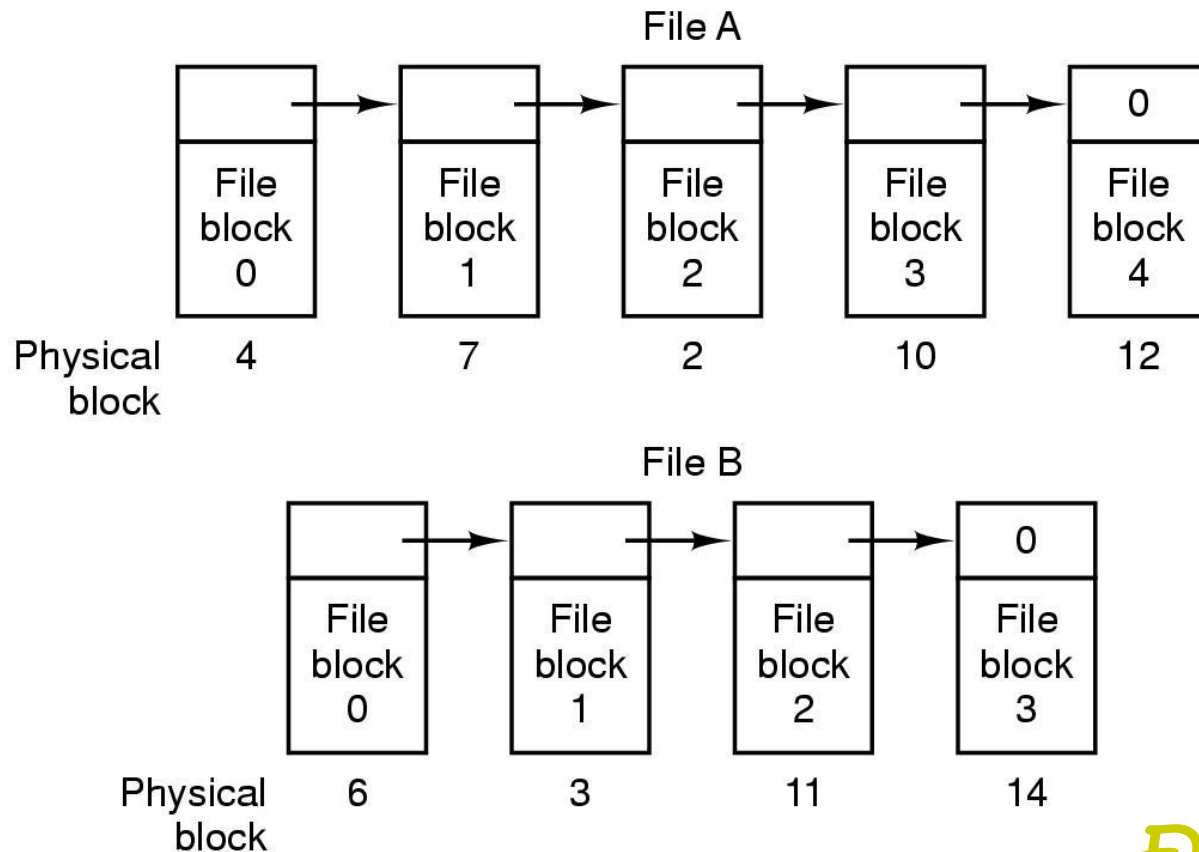 File A
0
File block 0
File block 1
File block 2
File block 3
File block 4
Physical block
4 7 2 10 12
File B
0
File block 0
File block 1
File block 2
File block 3
Physical block
6 3 11 14